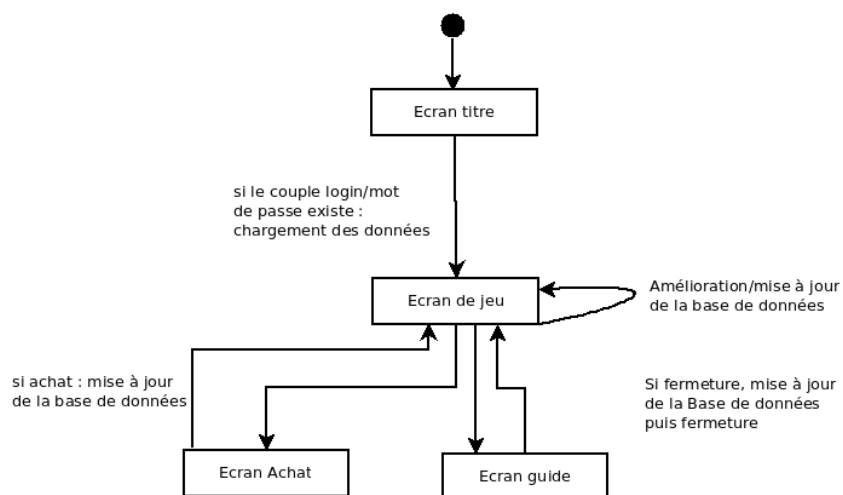 Ecran titre
si le couple login/mot
de passe existe :
chargement des données
Ecran de jeu
Amélioration/mise à jour
de la base de données
si achat : mise à jour
de la base de données
Si fermeture, mise à jour
de la Base de données
puis fermeture
Ecran Achat
Ecran guide